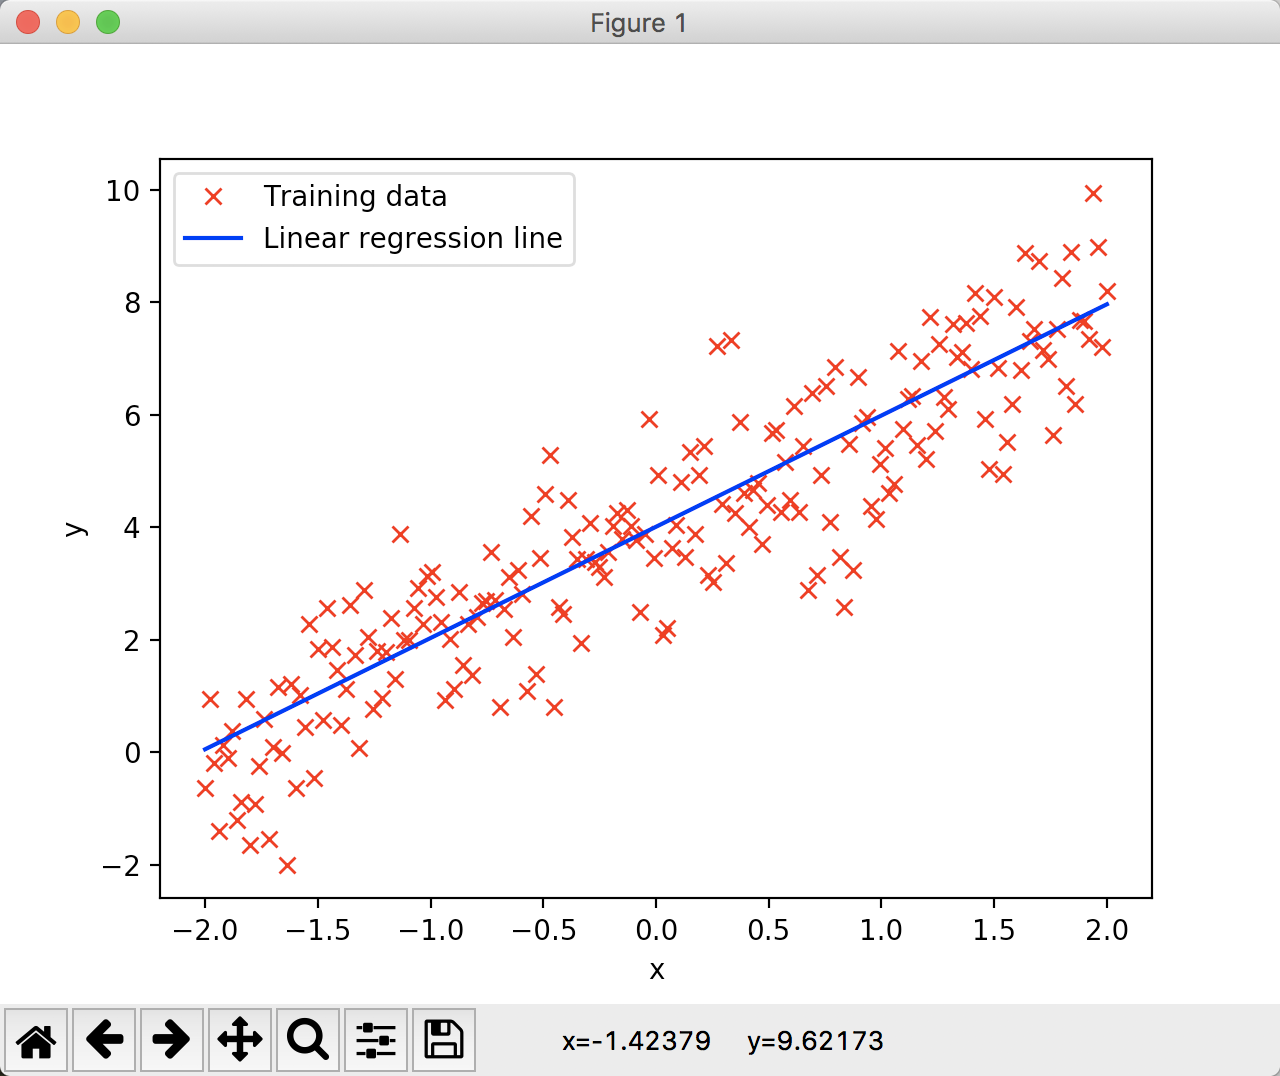 Figure 1
Training data
Linear regression line
10
8
6
4
2
0
−2
y
−2.0 −1.5 −1.0 −0.5 0.0 0.5 1.0 1.5 2.0
x
x=-1.42379 y=9.62173